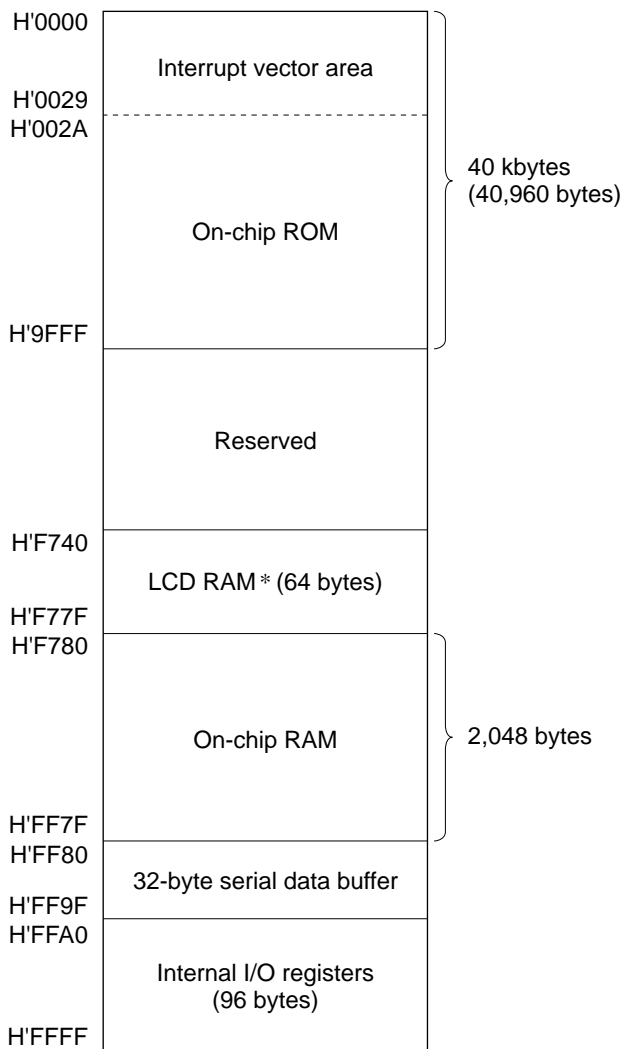 H'0000
Interrupt vector area
H'0029
H'002A
40 kbytes
(40,960 bytes)
On-chip ROM
H'9FFF
Reserved
H'F740
LCD RAM* (64 bytes)
H'F77F
H'F780
On-chip RAM
2,048 bytes
H'FF7F
H'FF80
32-byte serial data buffer
H'FF9F
H'FFA0
Internal I/O registers
(96 bytes)
H'FFFF